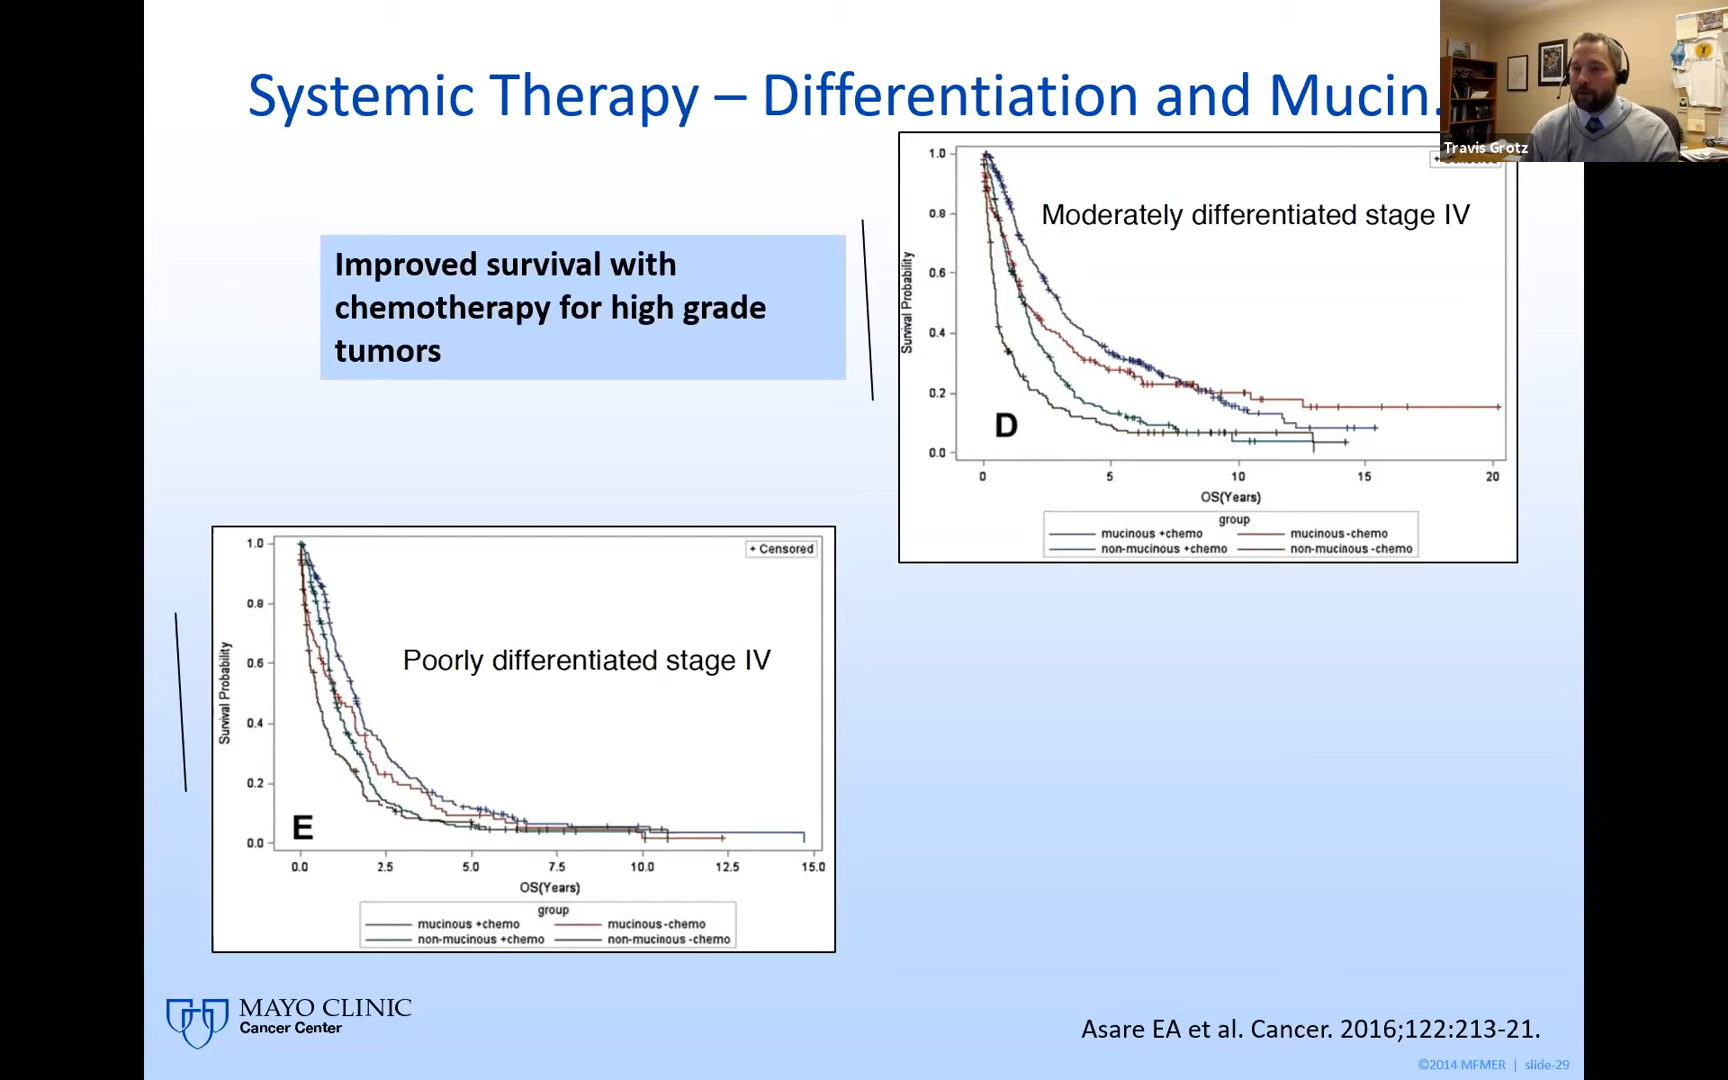 Systemic Therapy – Differentiation and Mucin.
Travis Grotz
Improved survival with
chemotherapy for high grade
tumors
Moderately differentiated stage IV
Survival Probability
1.0
0.8
0.6
0.4
0.2
0.0
D
0 5 10 15 20
OS(Years)
group
mucinous +chemo mucinous -chemo
non-mucinous +chemo non-mucinous -chemo
+ Censored
Poorly differentiated stage IV
Survival Probability
1.0
0.8
0.6
0.4
0.2
0.0
E
0.0 2.5 5.0 7.5 10.0 12.5 15.0
OS(Years)
group
mucinous +chemo mucinous -chemo
non-mucinous +chemo non-mucinous -chemo
MAYO CLINIC
Cancer Center
Asare EA et al. Cancer. 2016;122:213-21.
©2014 MFMER | slide-29